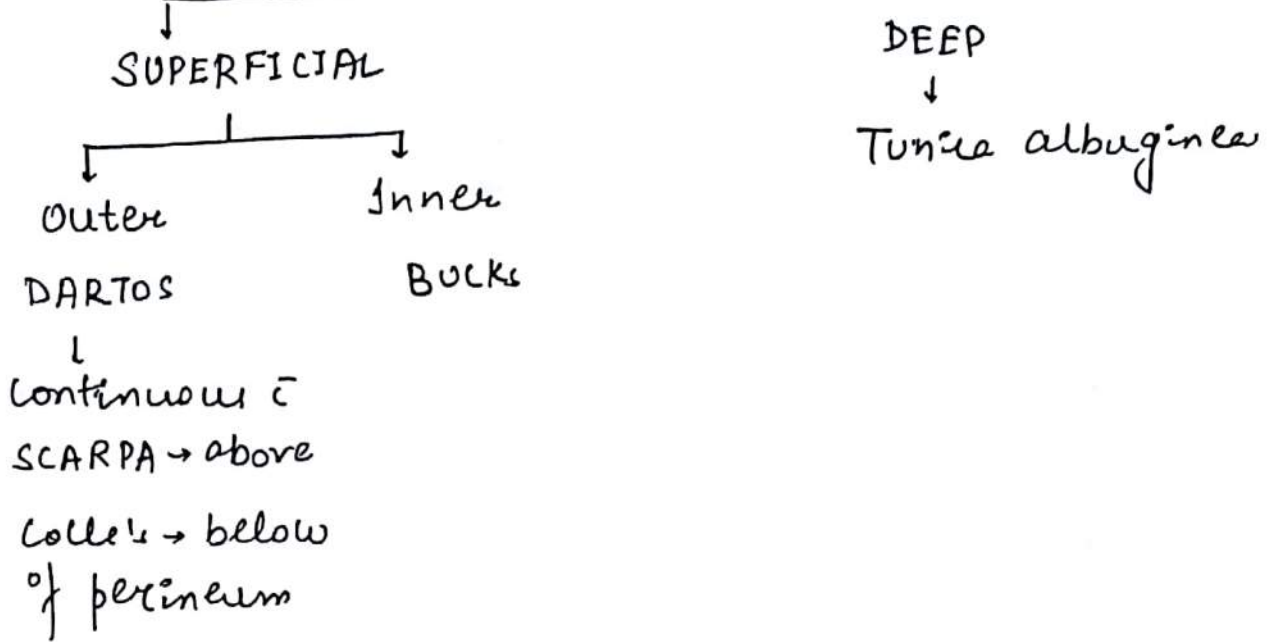 SUPERFICIAL
DEEP
Tunica albuginea
Outer
Inner
DARTOS
BUCKs
Continuous c̄
SCARPA → above
Colle's → below
of perineum